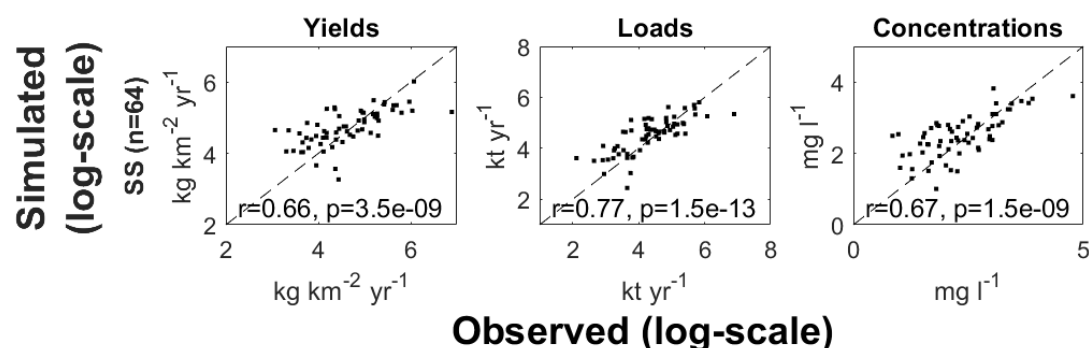 Yields
Loads
Concentrations
Simulated
(log-scale)
SS (n=64)
kg km⁻² yr⁻¹
6
4
2
r=0.66, p=3.5e-09
2
4
6
kg km⁻² yr⁻¹
kt yr⁻¹
8
6
4
2
r=0.77, p=1.5e-13
2
4
6
8
kt yr⁻¹
mg l⁻¹
4
2
0
r=0.67, p=1.5e-09
0
5
mg l⁻¹
Observed (log-scale)